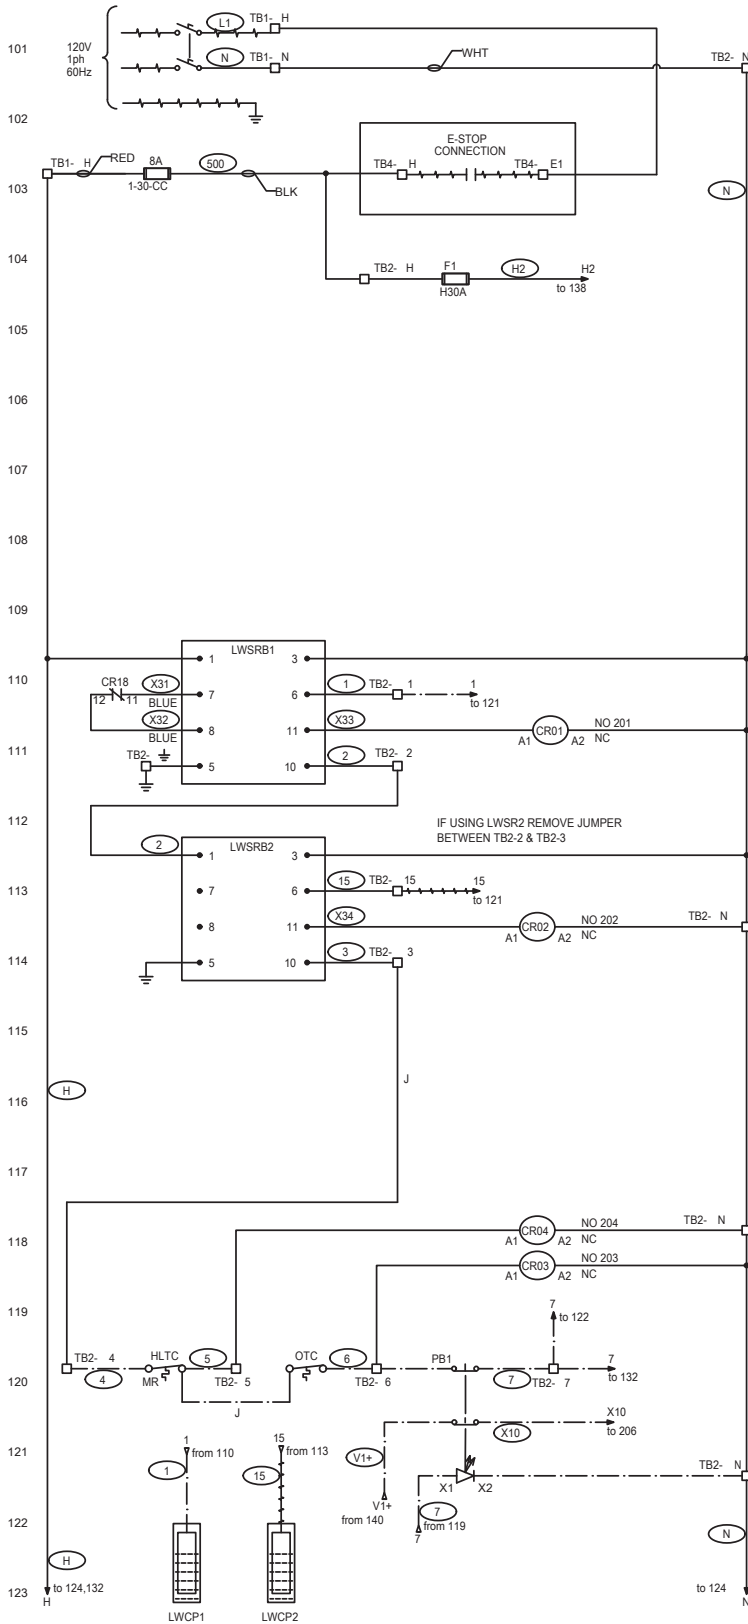 L1 TB1- H
101
120V
1ph
60Hz
N TB1- N
WHT
TB2- N
102
E-STOP
CONNECTION
TB1- H RED 8A 500
TB4- H TB4- E1
1-30-CC
BLK
103
N
104
TB2- H F1 H2 H2
H30A
to 138
105
106
107
108
109
LWSRB1
1 3
110
CR18 X31
12 11
BLUE
7 6
1 TB2- 1 1
to 121
X32
BLUE
8 11
X33
CR01
A1 A2
NO 201
NC
111
TB2-
5 10
2 TB2- 2
112
IF USING LWSR2 REMOVE JUMPER
BETWEEN TB2-2 & TB2-3
2
LWSRB2
1 3
113
7 6
15 TB2- 15 15
to 121
8 11
X34
CR02
A1 A2
NO 202
NC
TB2- N
114
5 10
3 TB2- 3
115
J
116
H
117
118
CR04
A1 A2
NO 204
NC
TB2- N
CR03
A1 A2
NO 203
NC
119
7
to 122
TB2- 4 HLTC 5 OTC 6 PB1 7
to 132
120
4 MR TB2- 5 TB2- 6 7 TB2- 7
J
X10
X10
to 206
121
1
from 110
15
from 113
1 15 V1+
TB2- N
X1 X2
122
V1+
from 140
7
from 119
7
N
H
to 124,132
to 124
123
H N
LWCP1 LWCP2